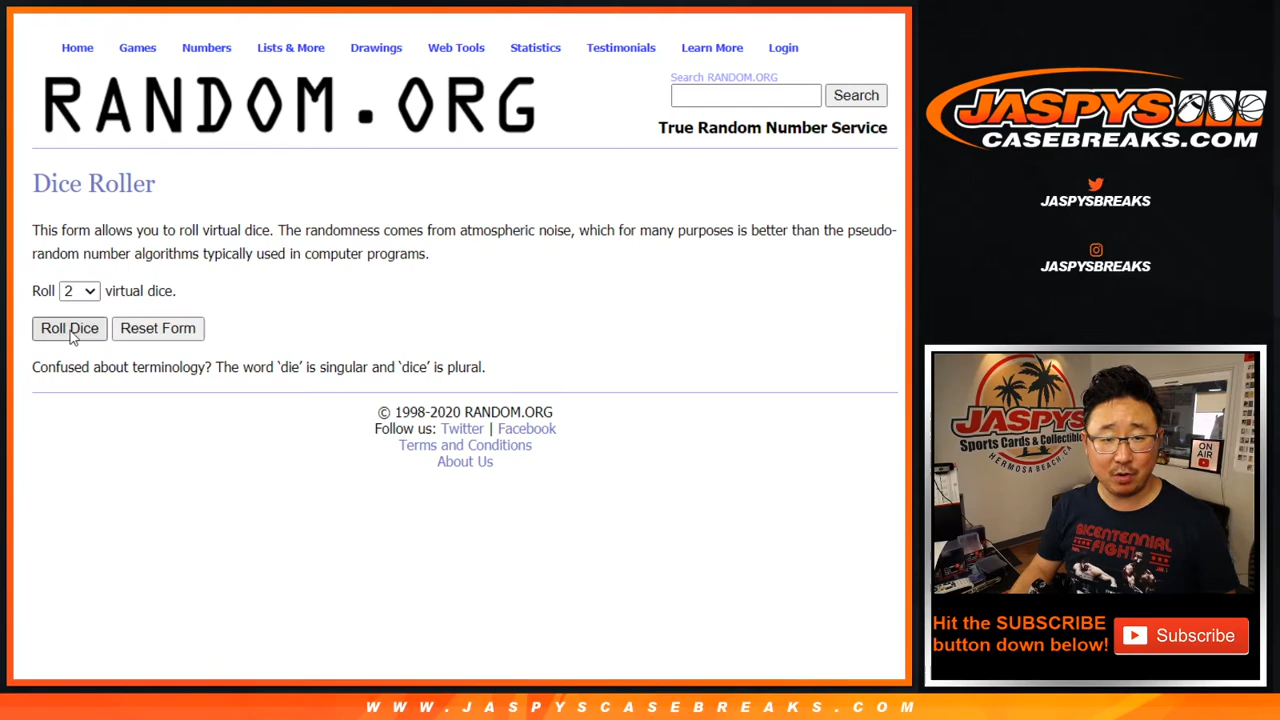 Home Games Numbers Lists & More Drawings Web Tools Statistics Testimonials Learn More Login
RANDOM.ORG
Search RANDOM.ORG
Search
True Random Number Service
Dice Roller
This form allows you to roll virtual dice. The randomness comes from atmospheric noise, which for many purposes is better than the pseudo-
random number algorithms typically used in computer programs.
Roll 2 virtual dice.
Roll Dice Reset Form
Confused about terminology? The word ‘die’ is singular and ‘dice’ is plural.
© 1998-2020 RANDOM.ORG
Follow us: Twitter | Facebook
Terms and Conditions
About Us
JASPYS
CASEBREAKS.COM
JASPYSBREAKS
JASPYSBREAKS
JASPYS
Sports Cards & Collectible
HERMOSA BEACH, CA
ON
AIR
BICENTENNIAL
FIGHT
Hit the SUBSCRIBE
button down below!
Subscribe
WWW.JASPYSCASEBREAKS.COM